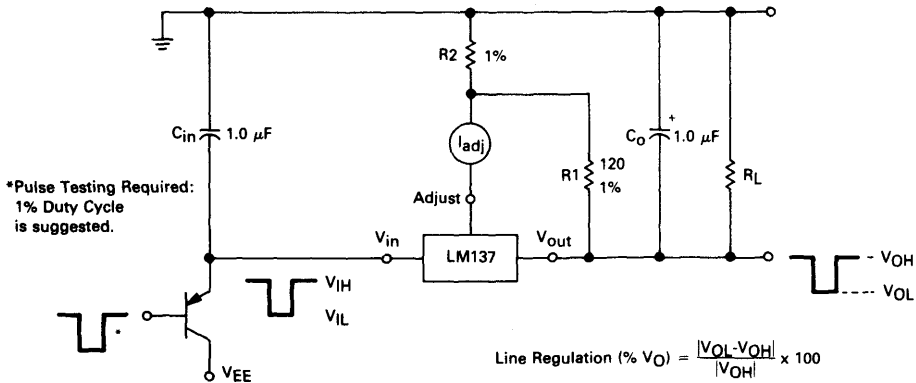 R2
1%
Cin
1.0 μF
Iadj
Co
+
1.0 μF
R1
120
1%
RL
*Pulse Testing Required:
1% Duty Cycle
is suggested.
Adjust
Vin
LM137
Vout
VOH
VOL
VIH
VIL
*
VEE
Line Regulation (% VO) = |VOL-VOH| / |VOH| x 100